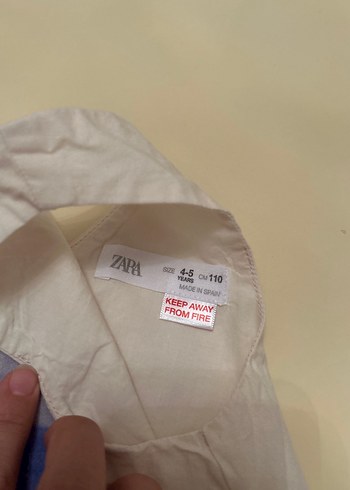 ZARA
SIZE 4-5 YEARS CM 110
MADE IN SPAIN
KEEP AWAY
FROM FIRE